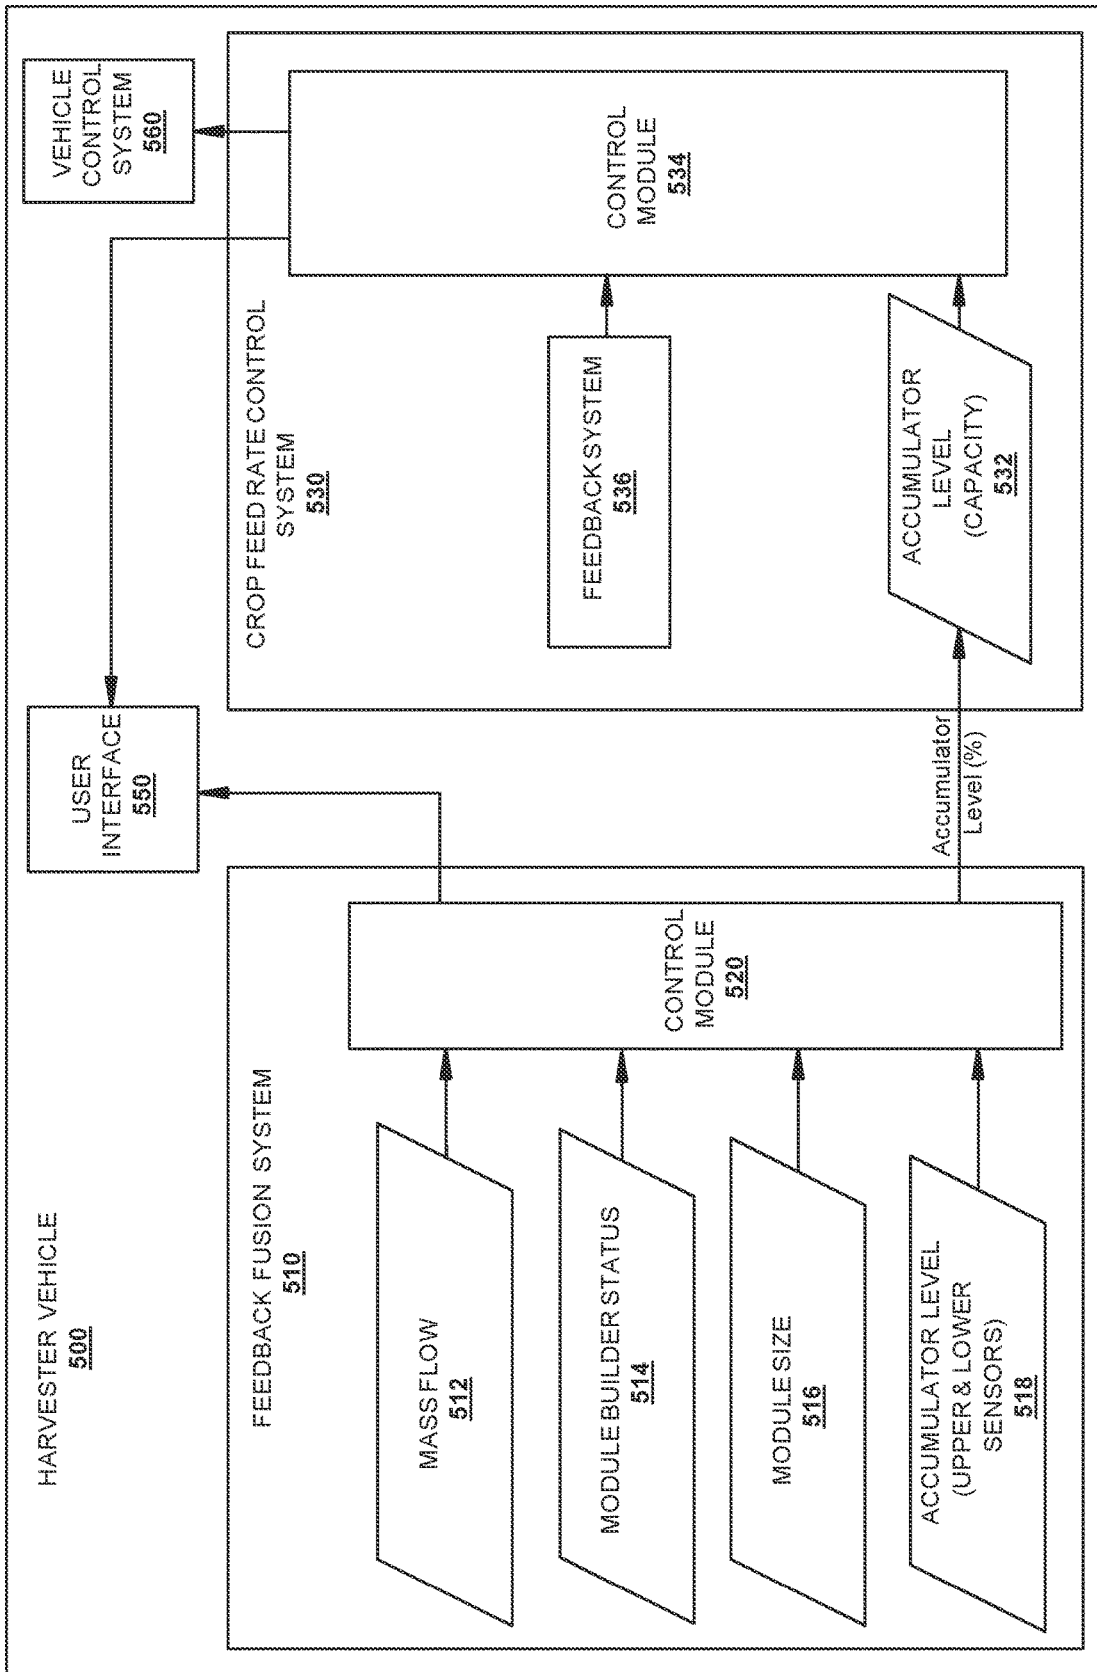 HARVESTER VEHICLE
500
FEEDBACK FUSION SYSTEM
510
MASS FLOW
512
MODULE BUILDER STATUS
514
MODULE SIZE
516
ACCUMULATOR LEVEL
(UPPER & LOWER
SENSORS)
518
CONTROL
MODULE
520
USER
INTERFACE
550
Accumulator
Level (%)
CROP FEED RATE CONTROL
SYSTEM
530
FEEDBACK SYSTEM
536
ACCUMULATOR
LEVEL
(CAPACITY)
532
CONTROL
MODULE
534
VEHICLE
CONTROL
SYSTEM
560